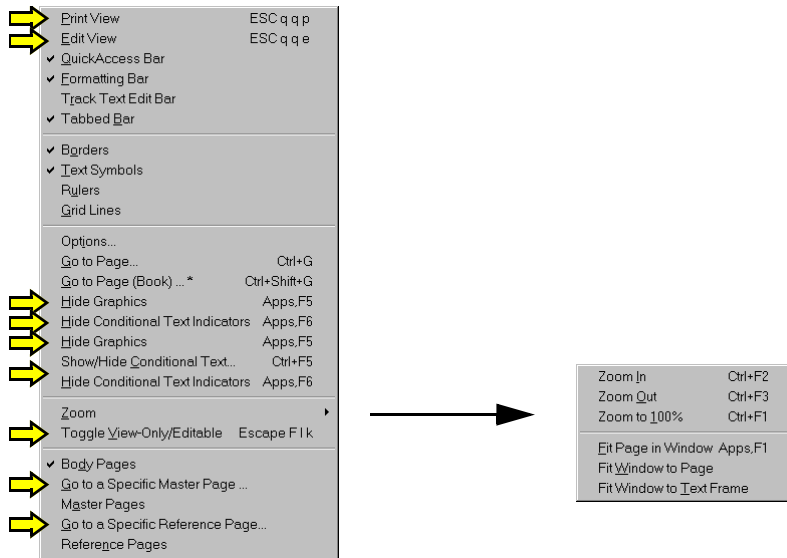 Print View ESC q q p
Edit View ESC q q e
QuickAccess Bar
Formatting Bar
Track Text Edit Bar
Tabbed Bar
Borders
Text Symbols
Rulers
Grid Lines
Options...
Go to Page... Ctrl+G
Go to Page (Book) ... * Ctrl+Shift+G
Hide Graphics Apps,F5
Hide Conditional Text Indicators Apps,F6
Hide Graphics Apps,F5
Show/Hide Conditional Text... Ctrl+F5
Hide Conditional Text Indicators Apps,F6
Zoom
Toggle View-Only/Editable Escape F l k
Body Pages
Go to a Specific Master Page ...
Master Pages
Go to a Specific Reference Page...
Reference Pages
Zoom In Ctrl+F2
Zoom Out Ctrl+F3
Zoom to 100% Ctrl+F1
Fit Page in Window Apps,F1
Fit Window to Page
Fit Window to Text Frame